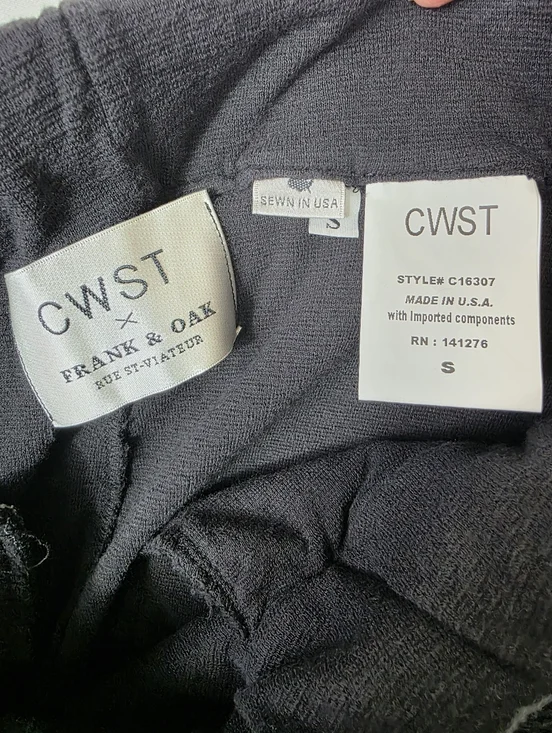 CWST
×
FRANK & OAK
RUE ST-VIATEUR
SEWN IN USA
S
CWST
STYLE# C16307
MADE IN U.S.A.
with Imported components
RN : 141276
S